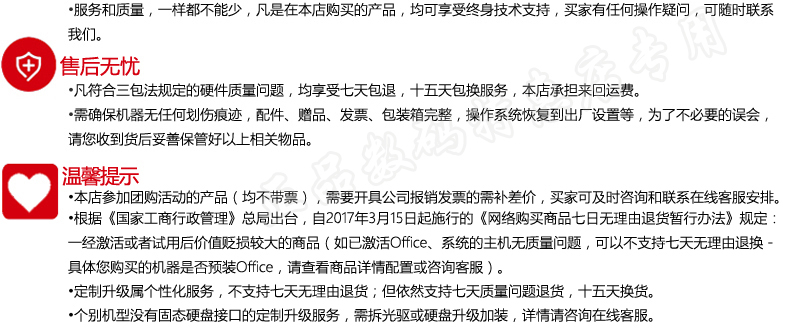 •服务和质量，一样都不能少，凡是在本店购买的产品，均可享受终身技术支持，买家有任何操作疑问，可随时联系
我们。
售后无忧
•凡符合三包法规定的硬件质量问题，均享受七天包退，十五天包换服务，本店承担来回运费。
•需确保机器无任何划伤痕迹，配件、赠品、发票、包装箱完整，操作系统恢复到出厂设置等，为了不必要的误会，
请您收到货后妥善保管好以上相关物品。
温馨提示
•本店参加团购活动的产品（均不带票），需要开具公司报销发票的需补差价，买家可及时咨询和联系在线客服安排。
•根据《国家工商行政管理》总局出台，自2017年3月15日起施行的《网络购买商品七日无理由退货暂行办法》规定：
一经激活或者试用后价值贬损较大的商品（如已激活Office、系统的主机无质量问题，可以不支持七天无理由退换－
具体您购买的机器是否预装Office，请查看商品详情配置或咨询客服）。
•定制升级属个性化服务，不支持七天无理由退货；但依然支持七天质量问题退货，十五天换货。
•个别机型没有固态硬盘接口的定制升级服务，需拆光驱或硬盘升级加装，详情请咨询在线客服。